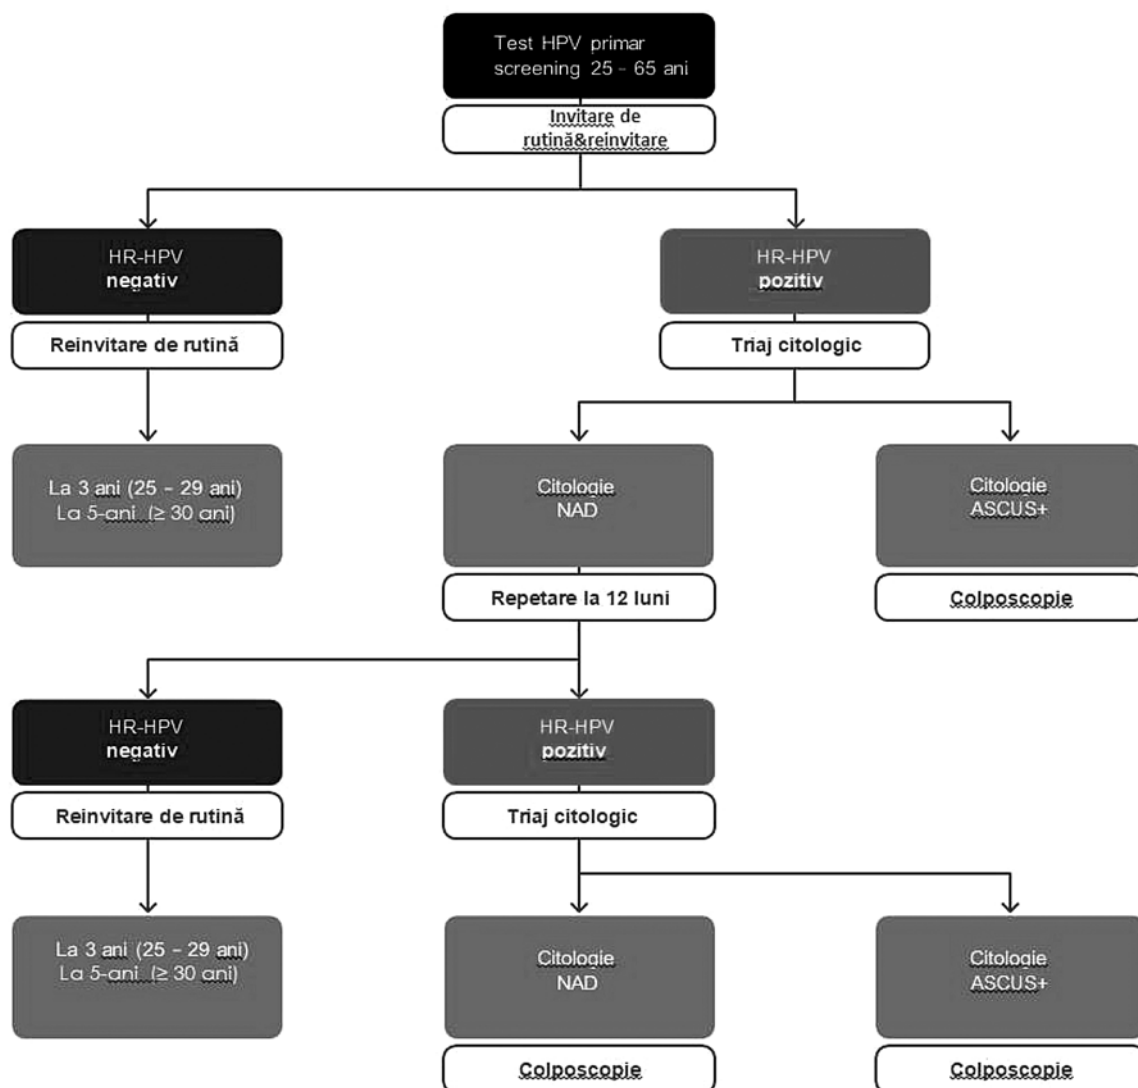 Test HPV primar
screening 25 – 65 ani
Invitare de
rutină&reinvitare
HR-HPV
negativ
HR-HPV
pozitiv
Reinvitare de rutină
Triaj citologic
La 3 ani (25 – 29 ani)
La 5-ani (≥ 30 ani)
Citologie
NAD
Citologie
ASCUS+
Repetare la 12 luni
Colposcopie
HR-HPV
negativ
HR-HPV
pozitiv
Reinvitare de rutină
Triaj citologic
La 3 ani (25 – 29 ani)
La 5-ani (≥ 30 ani)
Citologie
NAD
Citologie
ASCUS+
Colposcopie
Colposcopie